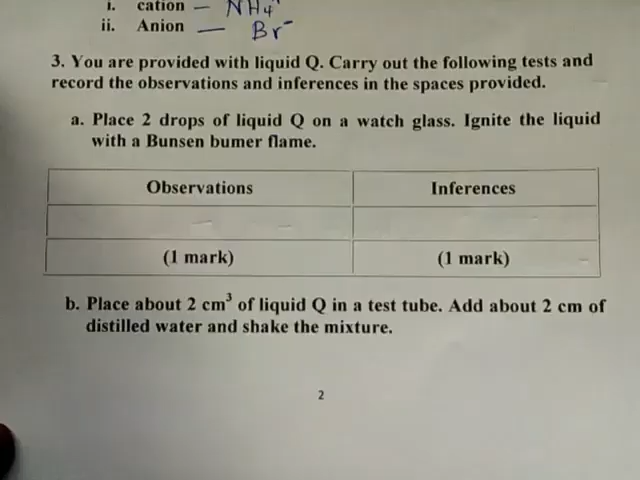 i. cation — NH4+
ii. Anion — Br-
3. You are provided with liquid Q. Carry out the following tests and
record the observations and inferences in the spaces provided.
a. Place 2 drops of liquid Q on a watch glass. Ignite the liquid
with a Bunsen bumer flame.
Observations Inferences
(1 mark) (1 mark)
b. Place about 2 cm³ of liquid Q in a test tube. Add about 2 cm of
distilled water and shake the mixture.
2